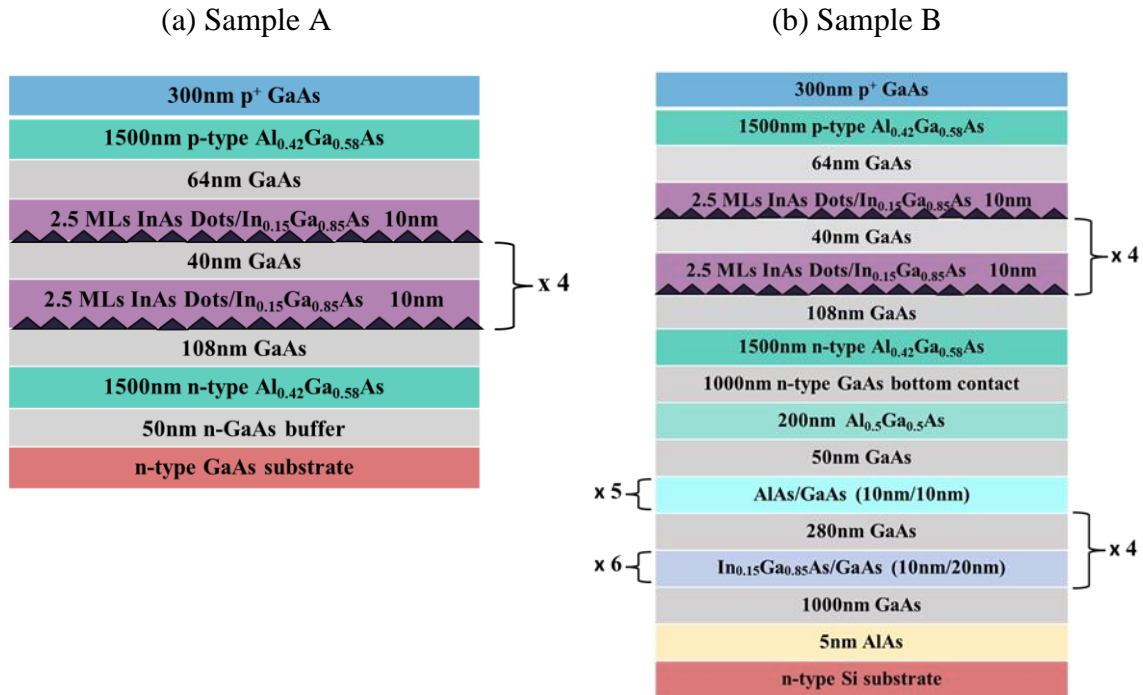 (a) Sample A
300nm p⁺ GaAs
1500nm p-type Al₀.₄₂Ga₀.₅₈As
64nm GaAs
2.5 MLs InAs Dots/In₀.₁₅Ga₀.₈₅As 10nm
40nm GaAs
2.5 MLs InAs Dots/In₀.₁₅Ga₀.₈₅As 10nm
x 4
108nm GaAs
1500nm n-type Al₀.₄₂Ga₀.₅₈As
50nm n-GaAs buffer
n-type GaAs substrate
(b) Sample B
300nm p⁺ GaAs
1500nm p-type Al₀.₄₂Ga₀.₅₈As
64nm GaAs
2.5 MLs InAs Dots/In₀.₁₅Ga₀.₈₅As 10nm
40nm GaAs
2.5 MLs InAs Dots/In₀.₁₅Ga₀.₈₅As 10nm
x 4
108nm GaAs
1500nm n-type Al₀.₄₂Ga₀.₅₈As
1000nm n-type GaAs bottom contact
200nm Al₀.₅Ga₀.₅As
50nm GaAs
x 5 AlAs/GaAs (10nm/10nm)
280nm GaAs
x 4
x 6 In₀.₁₅Ga₀.₈₅As/GaAs (10nm/20nm)
1000nm GaAs
5nm AlAs
n-type Si substrate